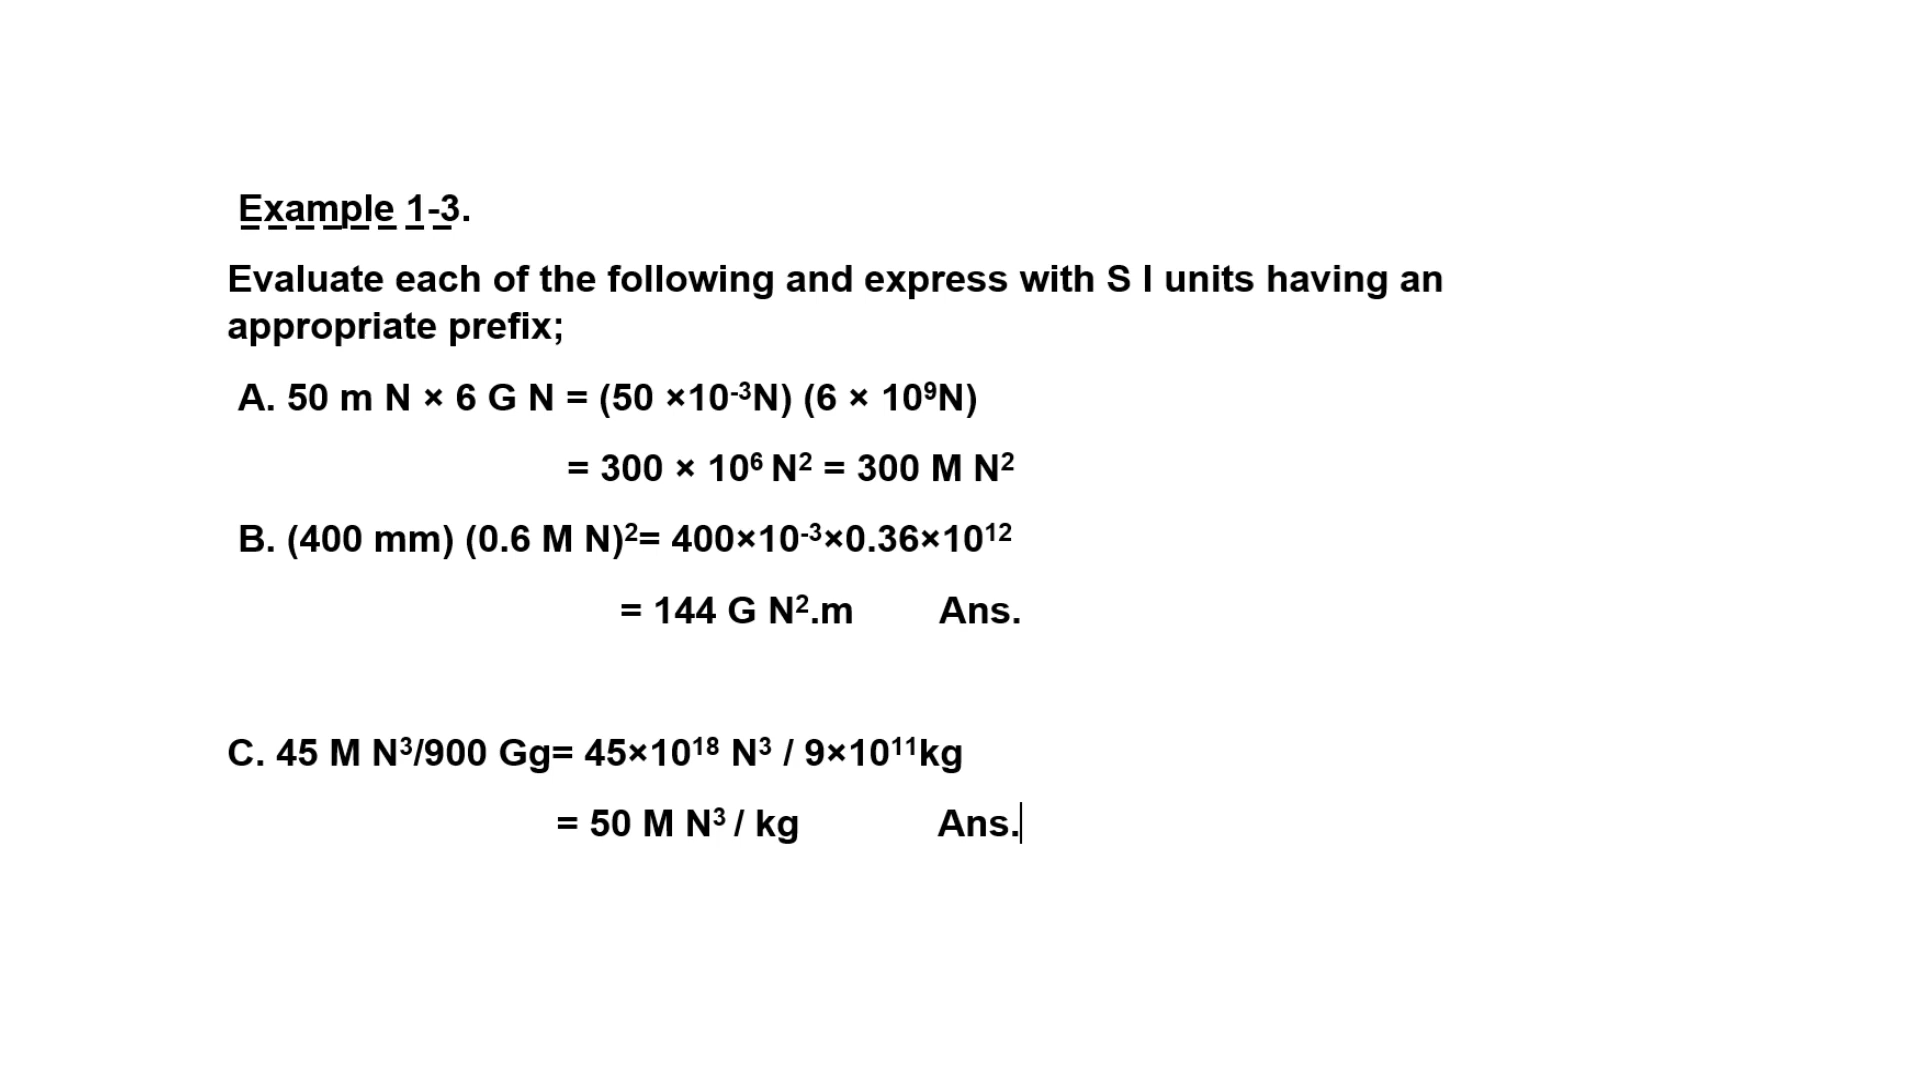 Example 1-3.
Evaluate each of the following and express with S I units having an
appropriate prefix;
A. 50 m N × 6 G N = (50 ×10⁻³N) (6 × 10⁹N)
= 300 × 10⁶ N² = 300 M N²
B. (400 mm) (0.6 M N)²= 400×10⁻³×0.36×10¹²
= 144 G N².m Ans.
C. 45 M N³/900 Gg= 45×10¹⁸ N³ / 9×10¹¹kg
= 50 M N³ / kg Ans.